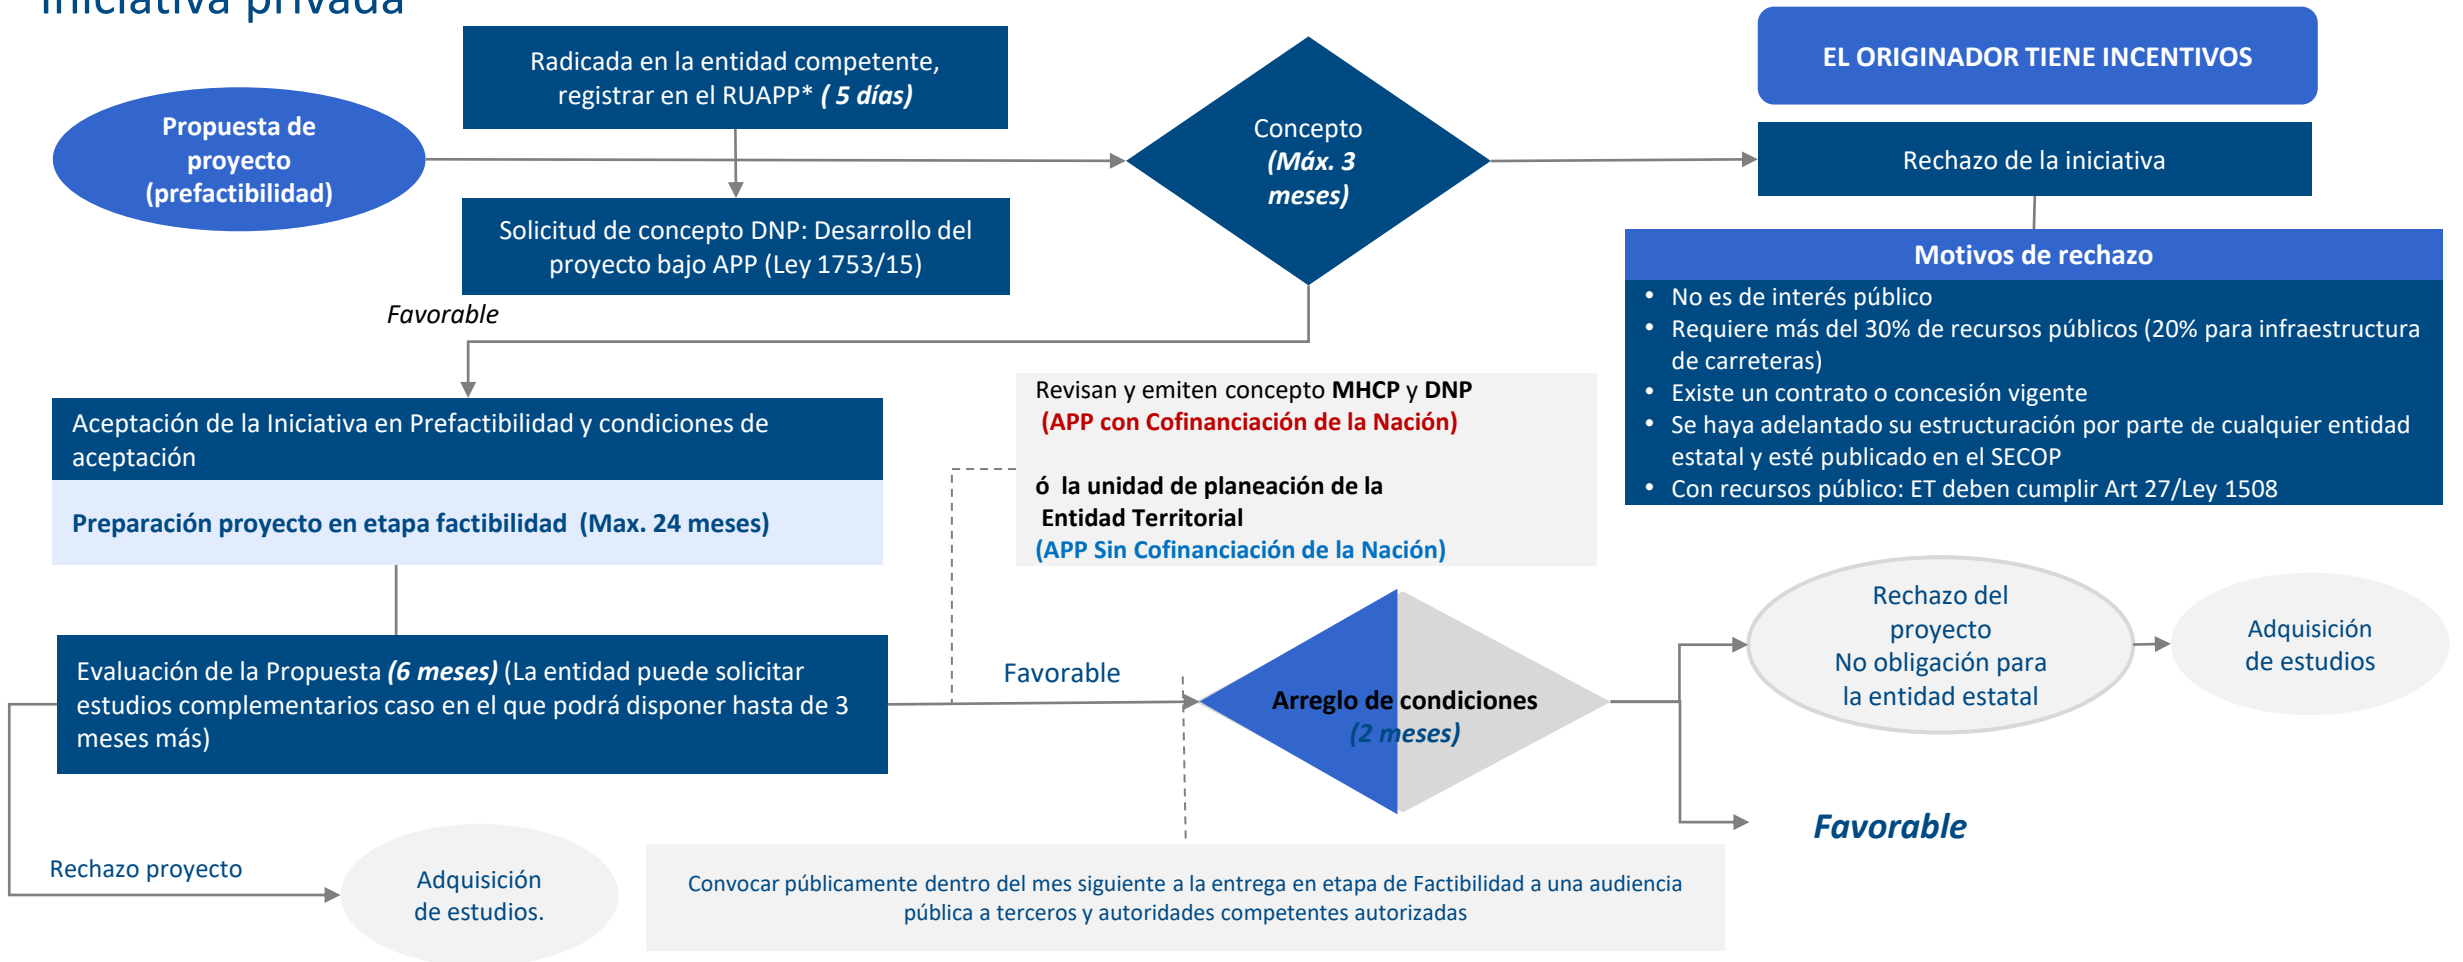 Iniciativa privada
Radicada en la entidad competente,
registrar en el RUAPP* ( 5 días)
Propuesta de
proyecto
(prefactibilidad)
Solicitud de concepto DNP: Desarrollo del
proyecto bajo APP (Ley 1753/15)
Concepto
(Máx. 3
meses)
EL ORIGINADOR TIENE INCENTIVOS
Rechazo de la iniciativa
Motivos de rechazo
• No es de interés público
• Requiere más del 30% de recursos públicos (20% para infraestructura
de carreteras)
• Existe un contrato o concesión vigente
• Se haya adelantado su estructuración por parte de cualquier entidad
estatal y esté publicado en el SECOP
• Con recursos público: ET deben cumplir Art 27/Ley 1508
Favorable
Aceptación de la Iniciativa en Prefactibilidad y condiciones de
aceptación
Preparación proyecto en etapa factibilidad (Max. 24 meses)
Revisan y emiten concepto MHCP y DNP
(APP con Cofinanciación de la Nación)
ó la unidad de planeación de la
Entidad Territorial
(APP Sin Cofinanciación de la Nación)
Evaluación de la Propuesta (6 meses) (La entidad puede solicitar
estudios complementarios caso en el que podrá disponer hasta de 3
meses más)
Favorable
Arreglo de condiciones
(2 meses)
Rechazo del
proyecto
No obligación para
la entidad estatal
Adquisición
de estudios
Favorable
Rechazo proyecto
Adquisición
de estudios.
Convocar públicamente dentro del mes siguiente a la entrega en etapa de Factibilidad a una audiencia
pública a terceros y autoridades competentes autorizadas